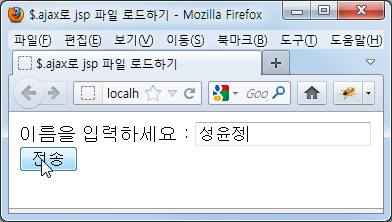 $.ajax로 jsp 파일 로드하기 - Mozilla Firefox
파일(F) 편집(E) 보기(V) 이동(S) 북마크(B) 도구(T) 도움말(H)
$.ajax로 jsp 파일 로드하기
localh Goo
이름을 입력하세요 : 성윤정
전송